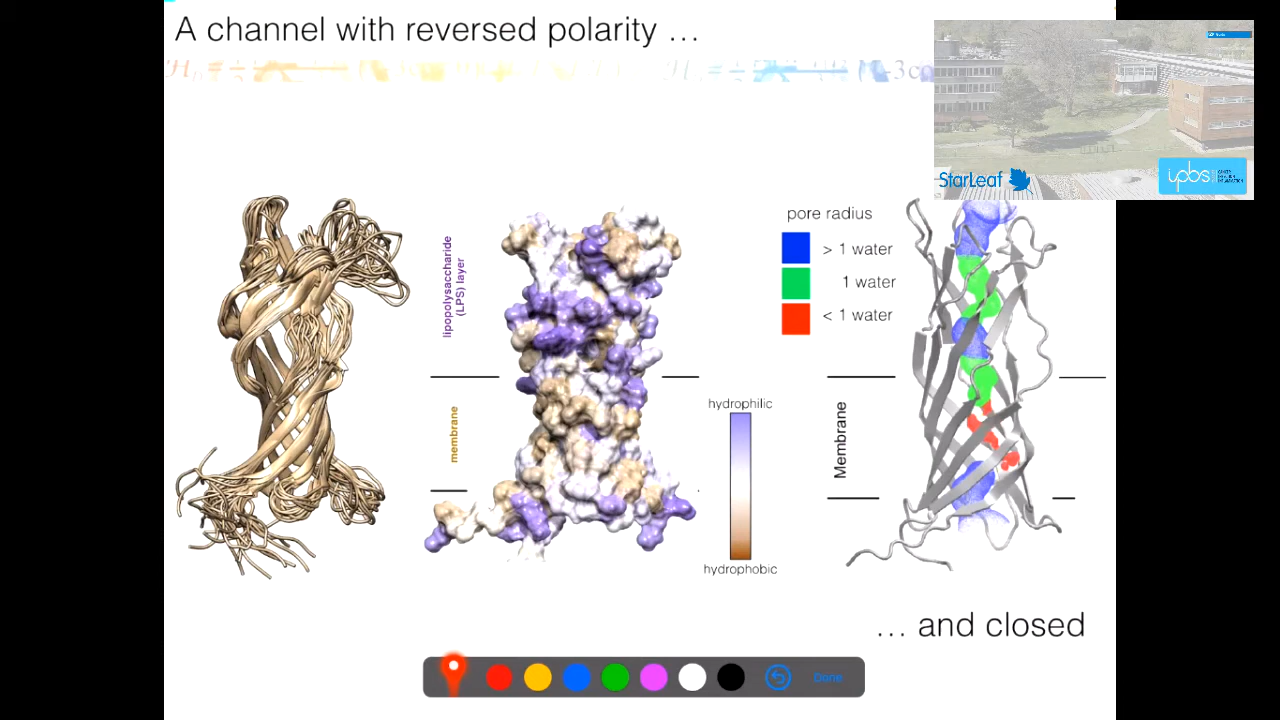 A channel with reversed polarity …
StarLeaf
ipbs
pore radius
> 1 water
1 water
< 1 water
lipopolysaccharide
(LPS) layer
membrane
hydrophilic
hydrophobic
Membrane
… and closed
Done